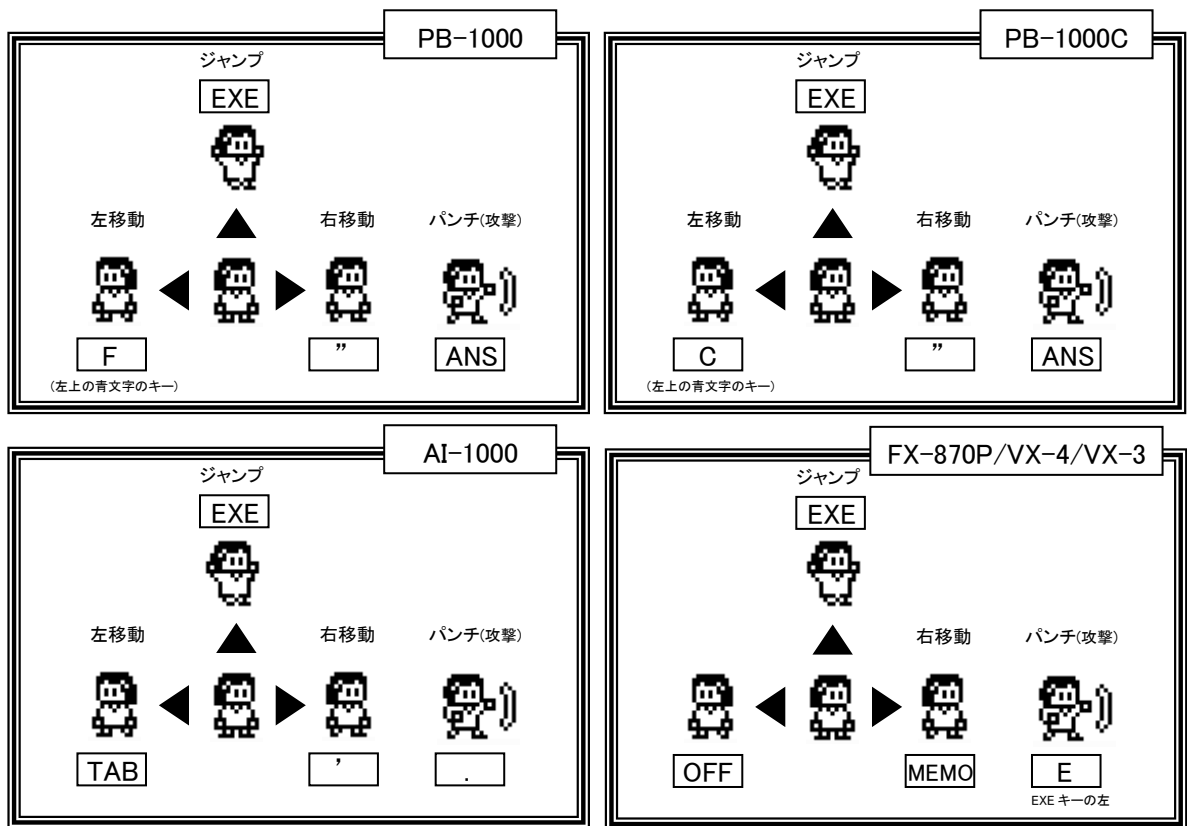 PB-1000
ジャンプ
EXE
左移動
右移動
パンチ(攻撃)
F
”
ANS
(左上の青文字のキー)
PB-1000C
ジャンプ
EXE
左移動
右移動
パンチ(攻撃)
C
”
ANS
(左上の青文字のキー)
AI-1000
ジャンプ
EXE
左移動
右移動
パンチ(攻撃)
TAB
’
.
FX-870P/VX-4/VX-3
ジャンプ
EXE
右移動
パンチ(攻撃)
OFF
MEMO
E
EXE キーの左